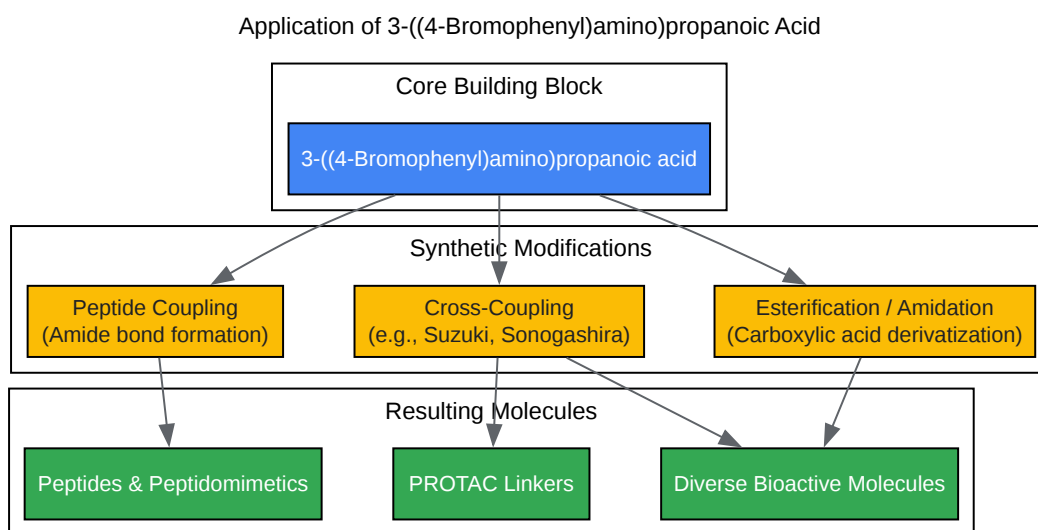 Application of 3-((4-Bromophenyl)amino)propanoic Acid
Core Building Block
3-((4-Bromophenyl)amino)propanoic acid
Synthetic Modifications
Peptide Coupling
(Amide bond formation)
Cross-Coupling
(e.g., Suzuki, Sonogashira)
Esterification / Amidation
(Carboxylic acid derivatization)
Resulting Molecules
Peptides & Peptidomimetics
PROTAC Linkers
Diverse Bioactive Molecules